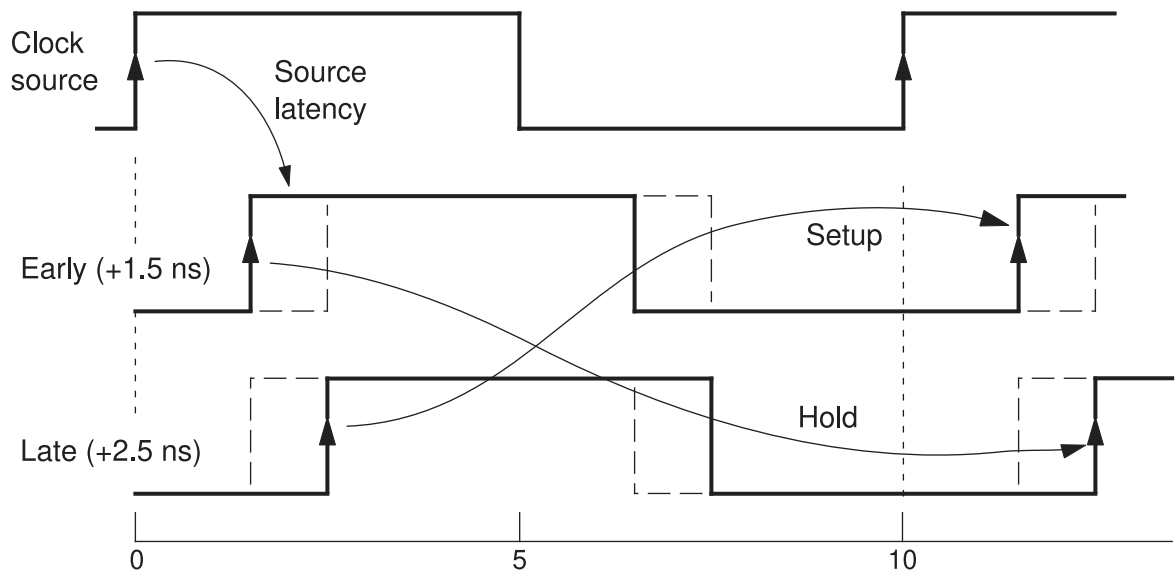 Clock
source
Source
latency
Early (+1.5 ns)
Setup
Late (+2.5 ns)
Hold
0
5
10